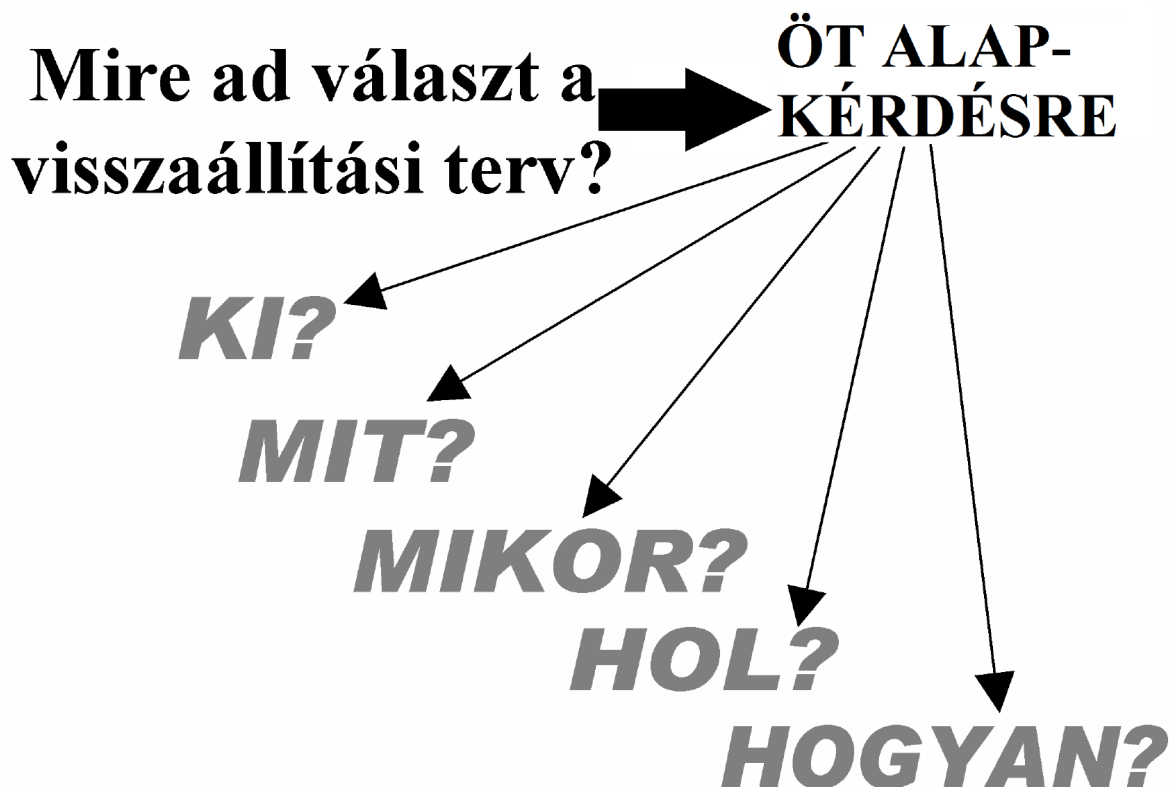 Mire ad választ a
visszaállítási terv?
ÖT ALAP-
KÉRDÉSRE
KI?
MIT?
MIKOR?
HOL?
HOGYAN?